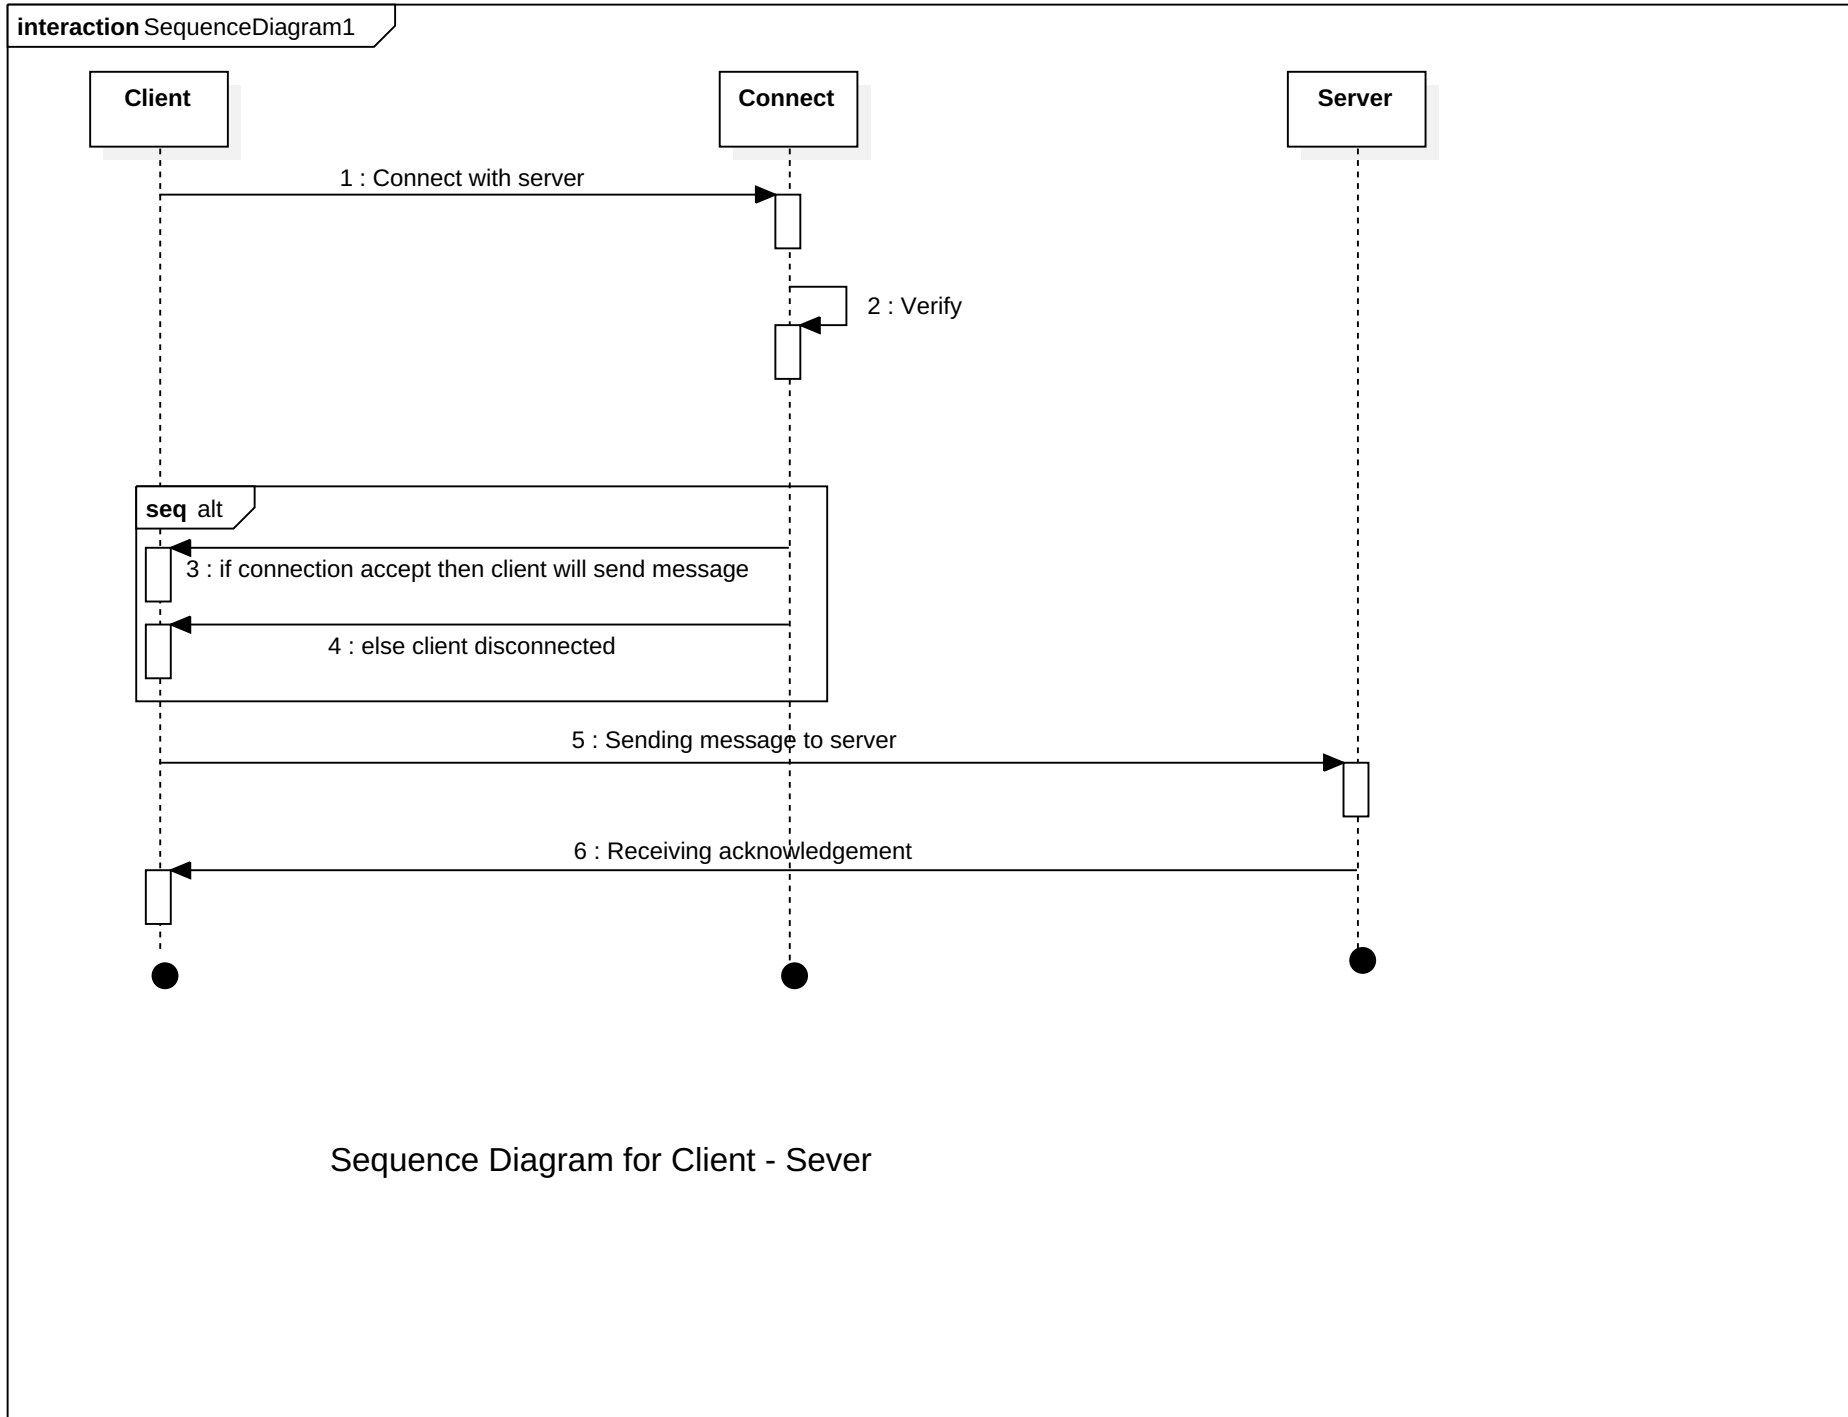 interaction SequenceDiagram1
Client
Connect
Server
1 : Connect with server
2 : Verify
seq alt
3 : if connection accept then client will send message
4 : else client disconnected
5 : Sending message to server
6 : Receiving acknowledgement
Sequence Diagram for Client - Sever